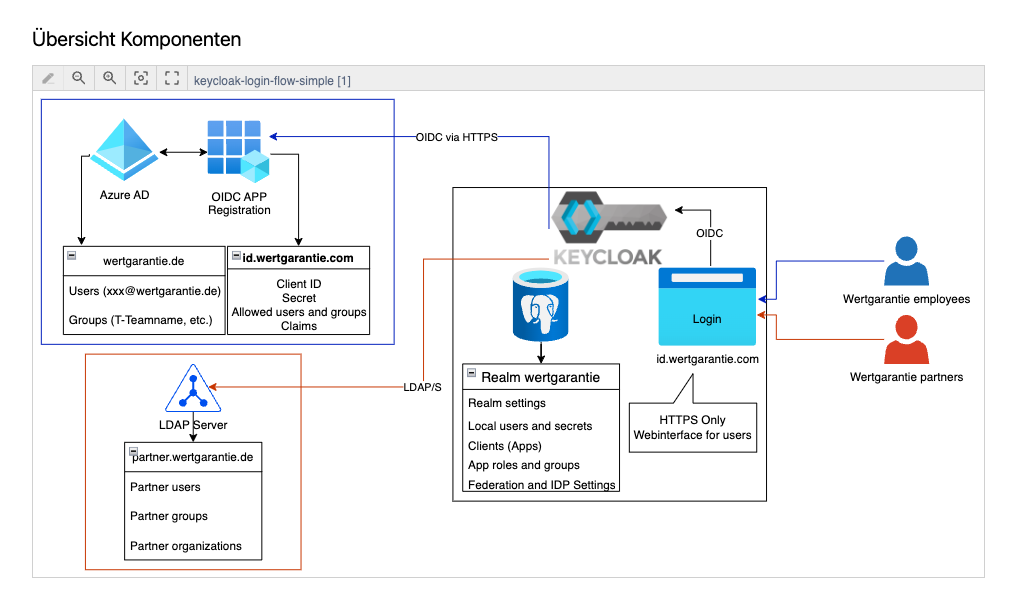 Übersicht Komponenten
keycloak-login-flow-simple [1]
Azure AD
OIDC APP
Registration
wertgarantie.de
Users (xxx@wertgarantie.de)
Groups (T-Teamname, etc.)
id.wertgarantie.com
Client ID
Secret
Allowed users and groups
Claims
OIDC via HTTPS
KEYCLOAK
OIDC
Login
id.wertgarantie.com
HTTPS Only
Webinterface for users
Wertgarantie employees
Wertgarantie partners
Realm wertgarantie
Realm settings
Local users and secrets
Clients (Apps)
App roles and groups
Federation and IDP Settings
LDAP/S
LDAP Server
partner.wertgarantie.de
Partner users
Partner groups
Partner organizations